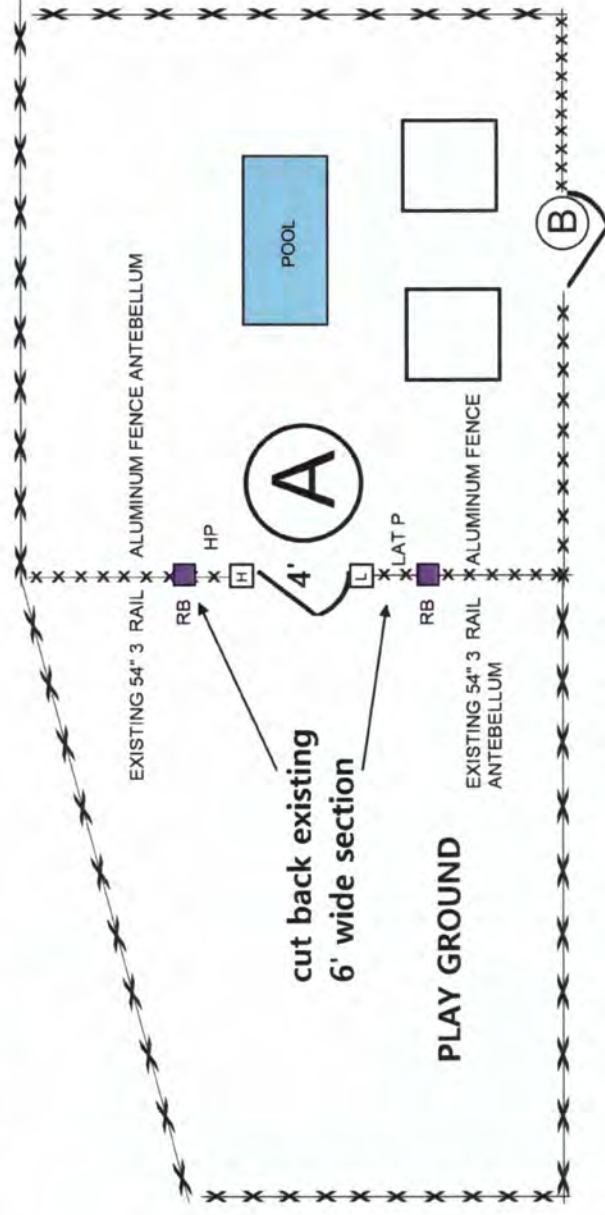 EXISTING 54" 3 RAIL ALUMINUM FENCE ANTEBELLUM
RB
HP
H
4'
A
POOL
L
LAT P
RB
cut back existing
6' wide section
EXISTING 54" 3 RAIL ALUMINUM FENCE
ANTEBELLUM
PLAY GROUND
B